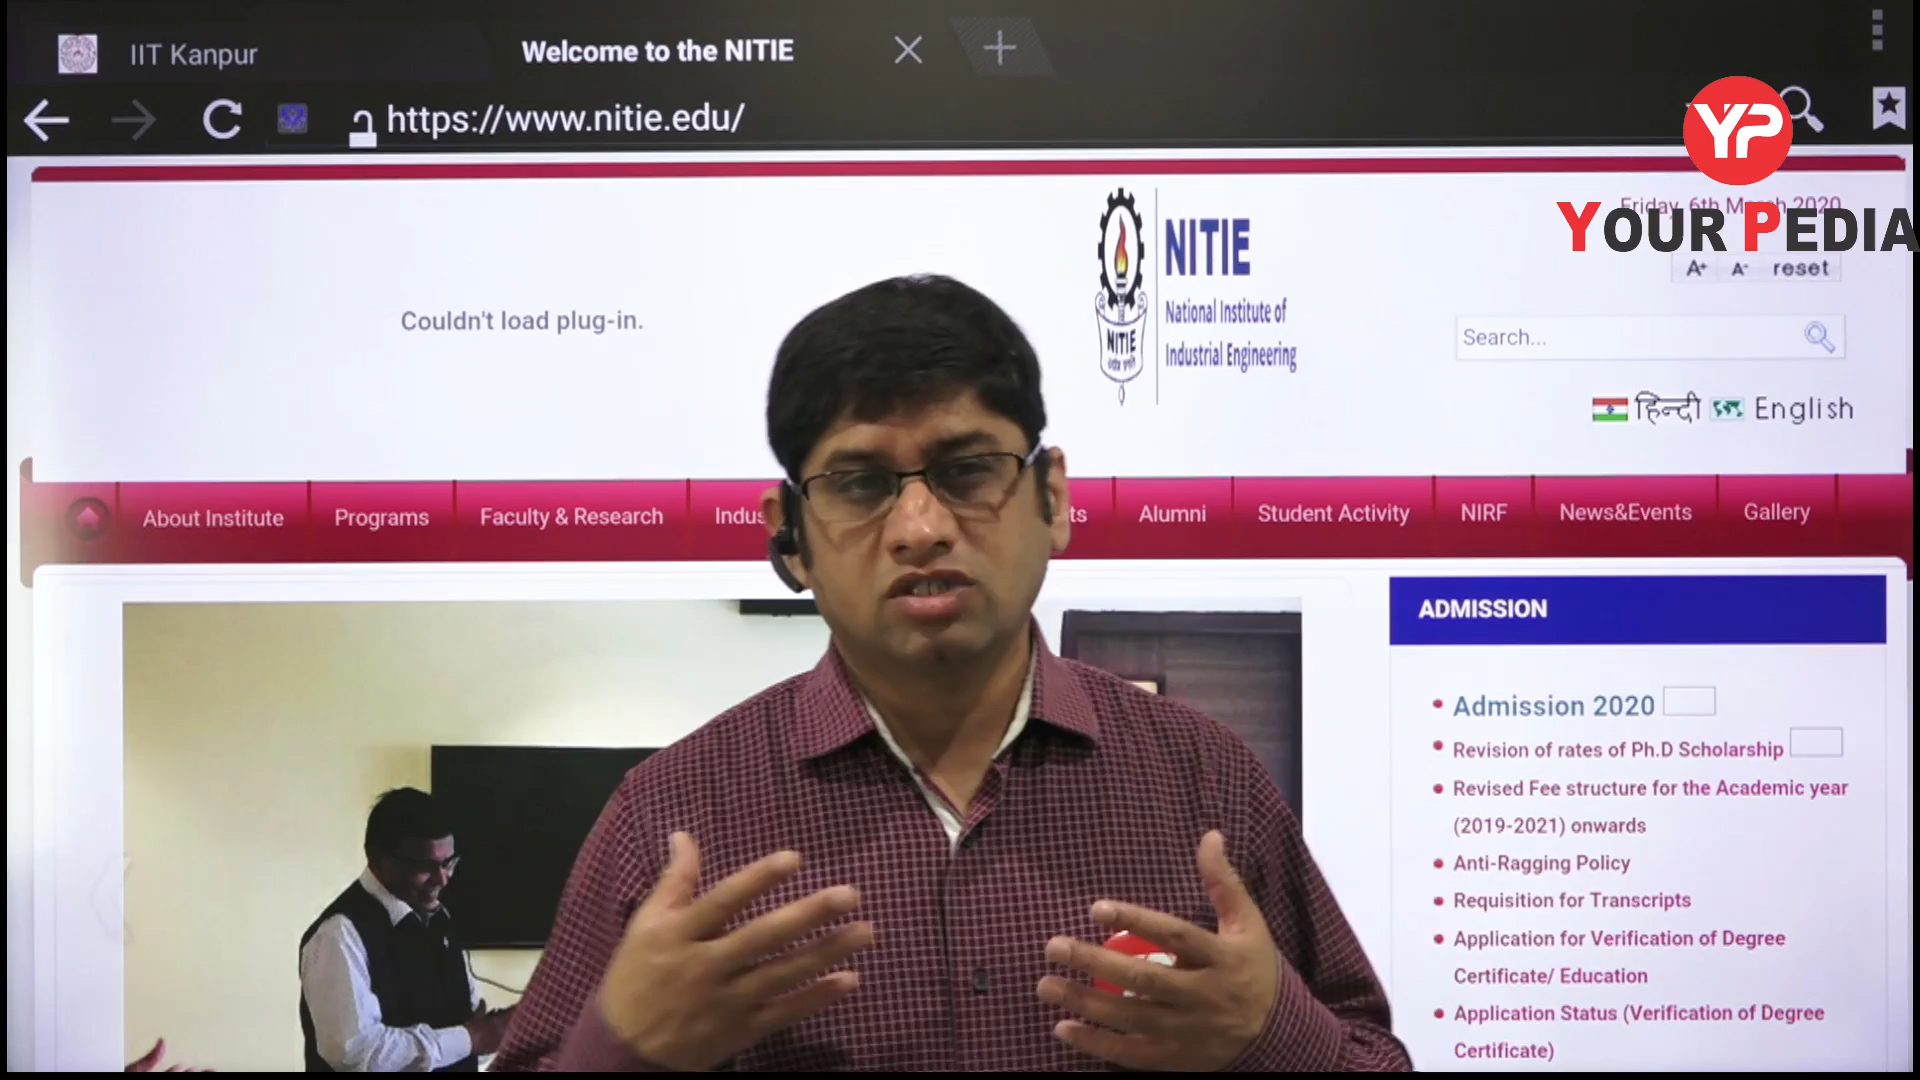 IIT Kanpur
Welcome to the NITIE
https://www.nitie.edu/
YP
YOUR PEDIA
Friday, 6th March 2020
A+ A- reset
NITIE
National Institute of
Industrial Engineering
NITIE
Couldn't load plug-in.
Search...
हिन्दी English
About Institute
Programs
Faculty & Research
Indus
ts
Alumni
Student Activity
NIRF
News&Events
Gallery
ADMISSION
Admission 2020
Revision of rates of Ph.D Scholarship
Revised Fee structure for the Academic year
(2019-2021) onwards
Anti-Ragging Policy
Requisition for Transcripts
Application for Verification of Degree
Certificate/ Education
Application Status (Verification of Degree
Certificate)